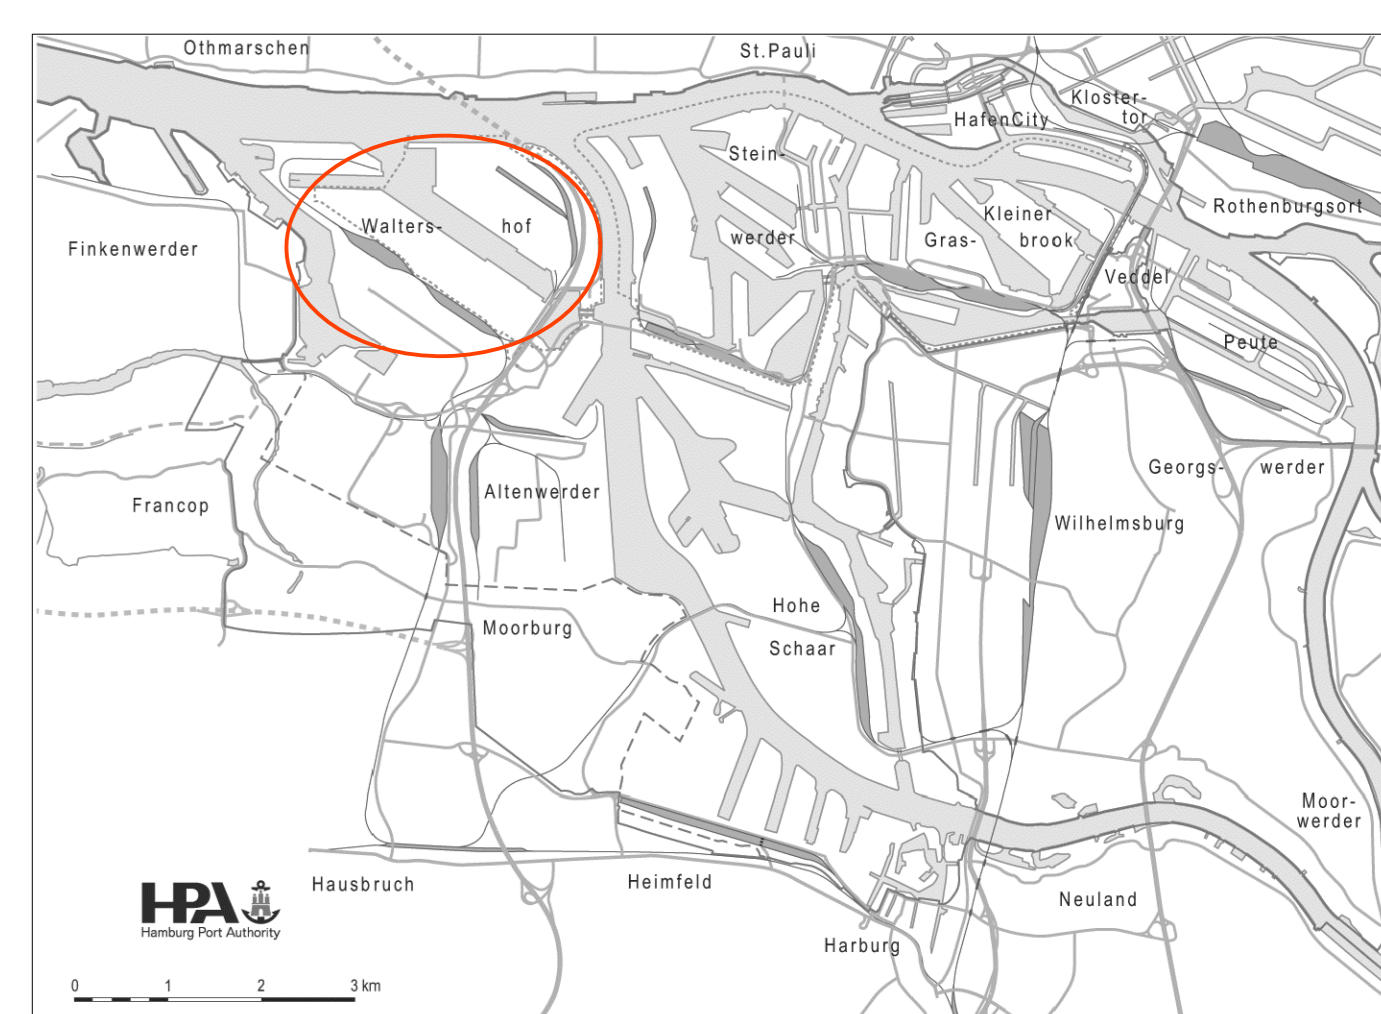 Othmarschen
St.Pauli
Kloster-
tor
HafenCity
Stein-
werder
Rothenburgsort
Kleiner
Gras-
brook
Walters-
hof
Finkenwerder
Veddel
Peute
Georgs-
werder
Francop
Altenwerder
Wilhelmsburg
Hohe
Schaar
Moorburg
Moor-
werder
Hausbruch
Heimfeld
Neuland
Harburg
HPA
Hamburg Port Authority
0 1 2 3 km